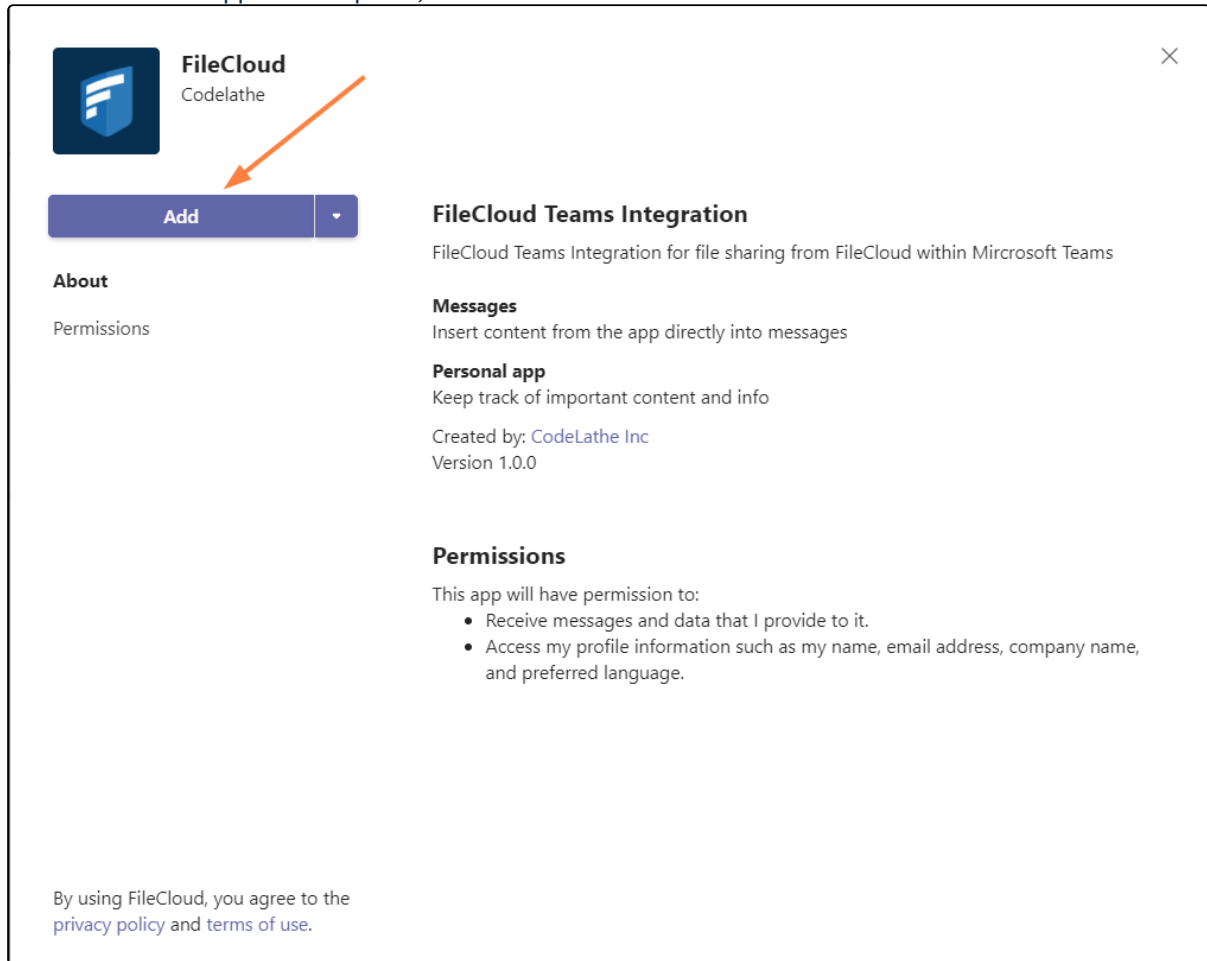 FileCloud
Codelathe
Add
About
Permissions
FileCloud Teams Integration
FileCloud Teams Integration for file sharing from FileCloud within Mircrosoft Teams
Messages
Insert content from the app directly into messages
Personal app
Keep track of important content and info
Created by: CodeLathe Inc
Version 1.0.0
Permissions
This app will have permission to:
• Receive messages and data that I provide to it.
• Access my profile information such as my name, email address, company name,
and preferred language.
By using FileCloud, you agree to the
privacy policy and terms of use.